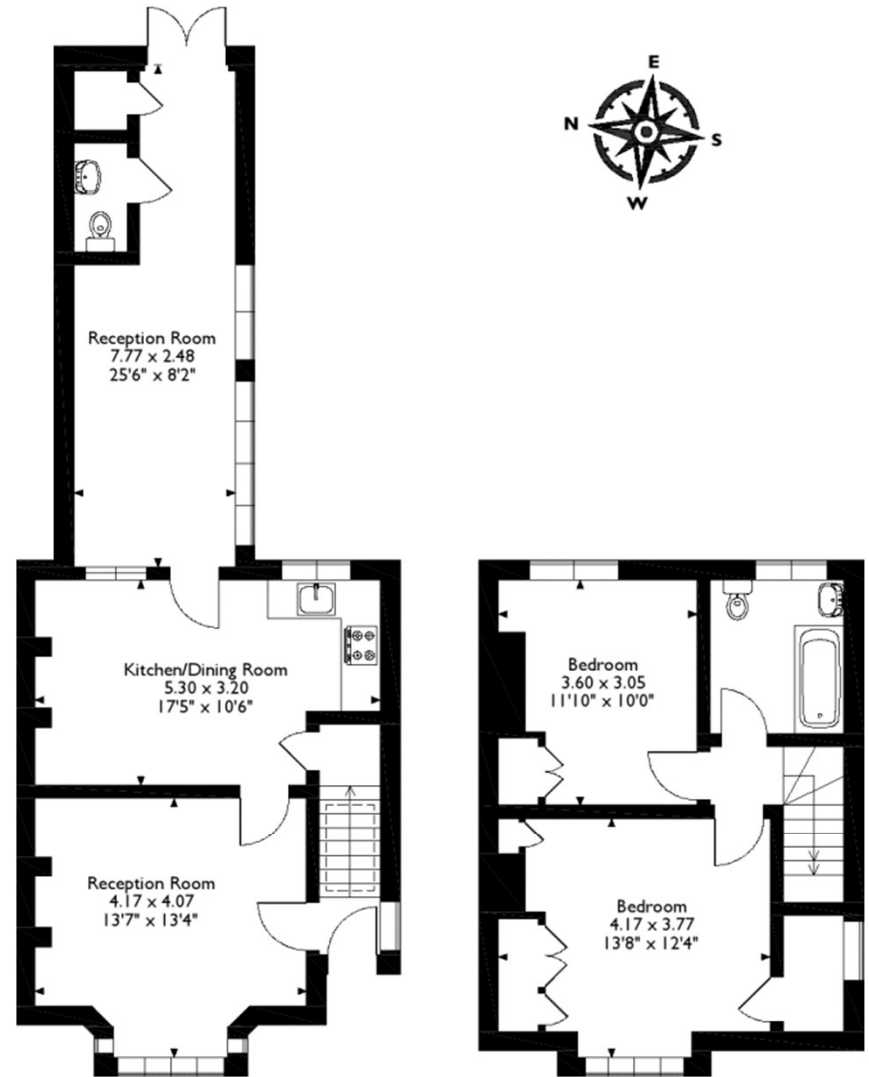 E
N
S
W
Reception Room
7.77 x 2.48
25'6" x 8'2"
Kitchen/Dining Room
5.30 x 3.20
17'5" x 10'6"
Reception Room
4.17 x 4.07
13'7" x 13'4"
Bedroom
3.60 x 3.05
11'10" x 10'0"
Bedroom
4.17 x 3.77
13'8" x 12'4"